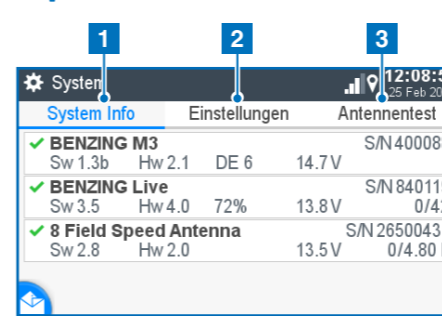 1 2 3
System 12:08:5
25 Feb 20
System Info Einstellungen Antennentest
BENZING M3 S/N 40008
Sw 1.3b Hw 2.1 DE 6 14.7 V
BENZING Live S/N 84011
Sw 3.5 Hw 4.0 72% 13.8 V 0/4
8 Field Speed Antenna S/N 2650043
Sw 2.8 Hw 2.0 13.5 V 0/4.80